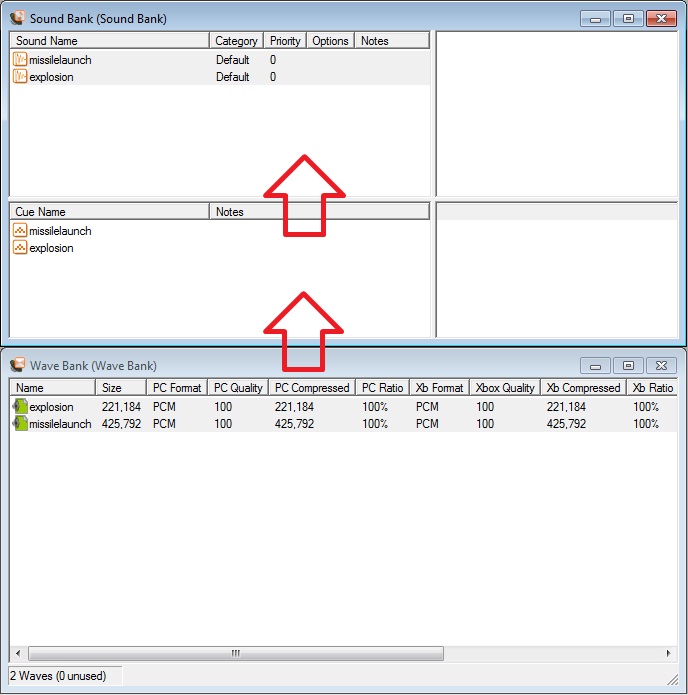 Sound Bank (Sound Bank)
Sound Name Category Priority Options Notes
missilelaunch Default 0
explosion Default 0
Cue Name Notes
missilelaunch
explosion
Wave Bank (Wave Bank)
Name Size PC Format PC Quality PC Compressed PC Ratio Xb Format Xbox Quality Xb Compressed Xb Ratio
explosion 221,184 PCM 100 221,184 100% PCM 100 221,184 100%
missilelaunch 425,792 PCM 100 425,792 100% PCM 100 425,792 100%
2 Waves (0 unused)